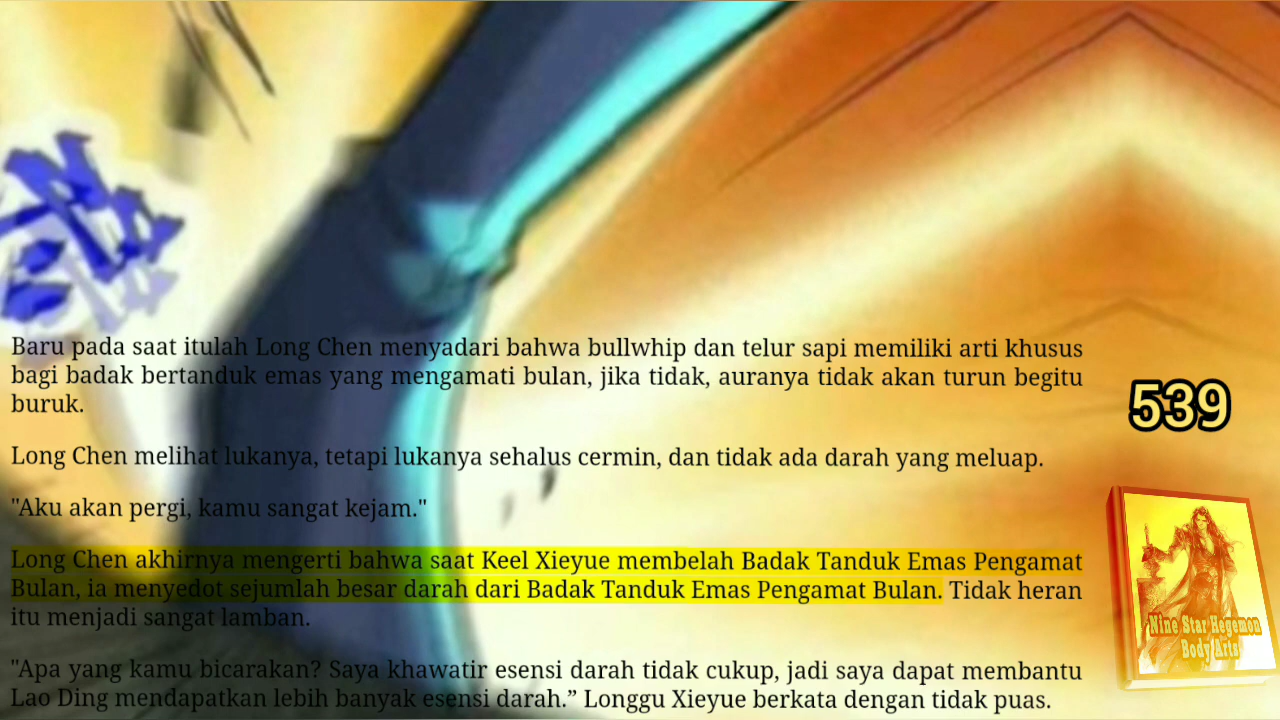 Baru pada saat itulah Long Chen menyadari bahwa bullwhip dan telur sapi memiliki arti khusus
bagi badak bertanduk emas yang mengamati bulan, jika tidak, auranya tidak akan turun begitu
buruk.
Long Chen melihat lukanya, tetapi lukanya sehalus cermin, dan tidak ada darah yang meluap.
"Aku akan pergi, kamu sangat kejam."
Long Chen akhirnya mengerti bahwa saat Keel Xieyue membelah Badak Tanduk Emas Pengamat
Bulan, ia menyedot sejumlah besar darah dari Badak Tanduk Emas Pengamat Bulan. Tidak heran
itu menjadi sangat lamban.
"Apa yang kamu bicarakan? Saya khawatir esensi darah tidak cukup, jadi saya dapat membantu
Lao Ding mendapatkan lebih banyak esensi darah.” Longgu Xieyue berkata dengan tidak puas.
539
Nine Star Hegemon
Body Arts